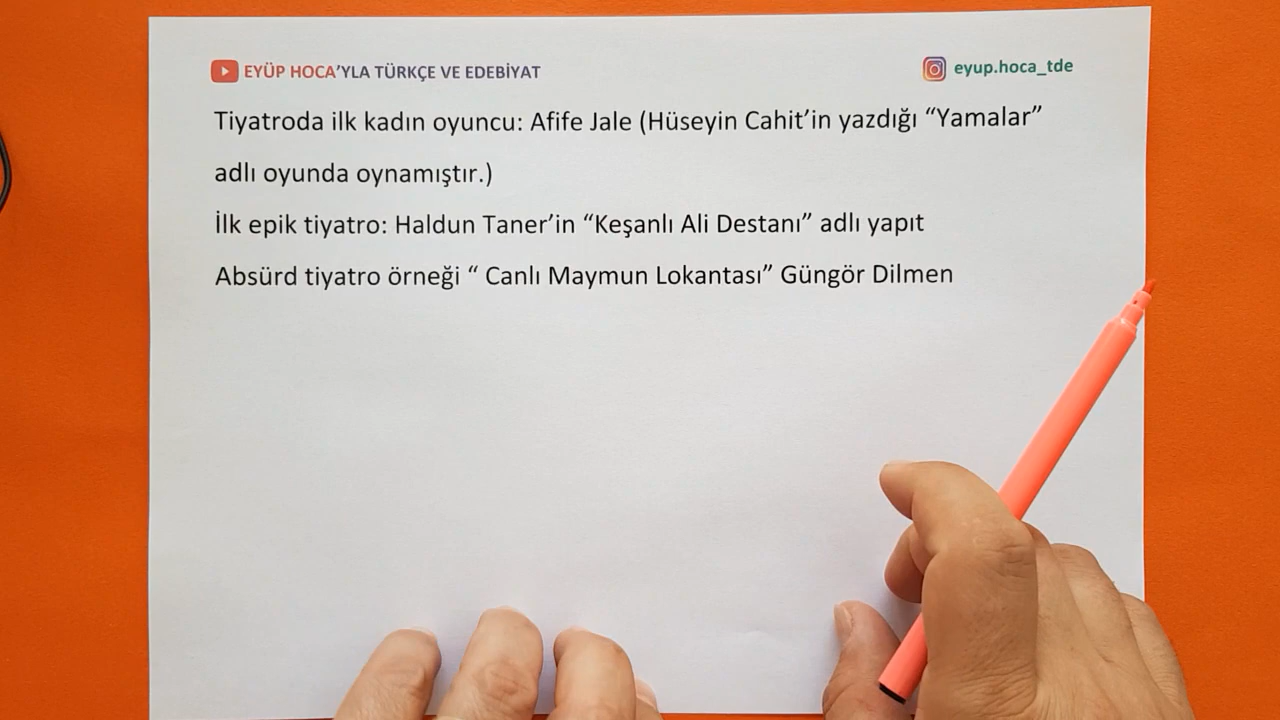 EYÜP HOCA’YLA TÜRKÇE VE EDEBİYAT
eyup.hoca_tde
Tiyatroda ilk kadın oyuncu: Afife Jale (Hüseyin Cahit’in yazdığı “Yamalar”
adlı oyunda oynamıştır.)
İlk epik tiyatro: Haldun Taner’in “Keşanlı Ali Destanı” adlı yapıt
Absürd tiyatro örneği “ Canlı Maymun Lokantası” Güngör Dilmen